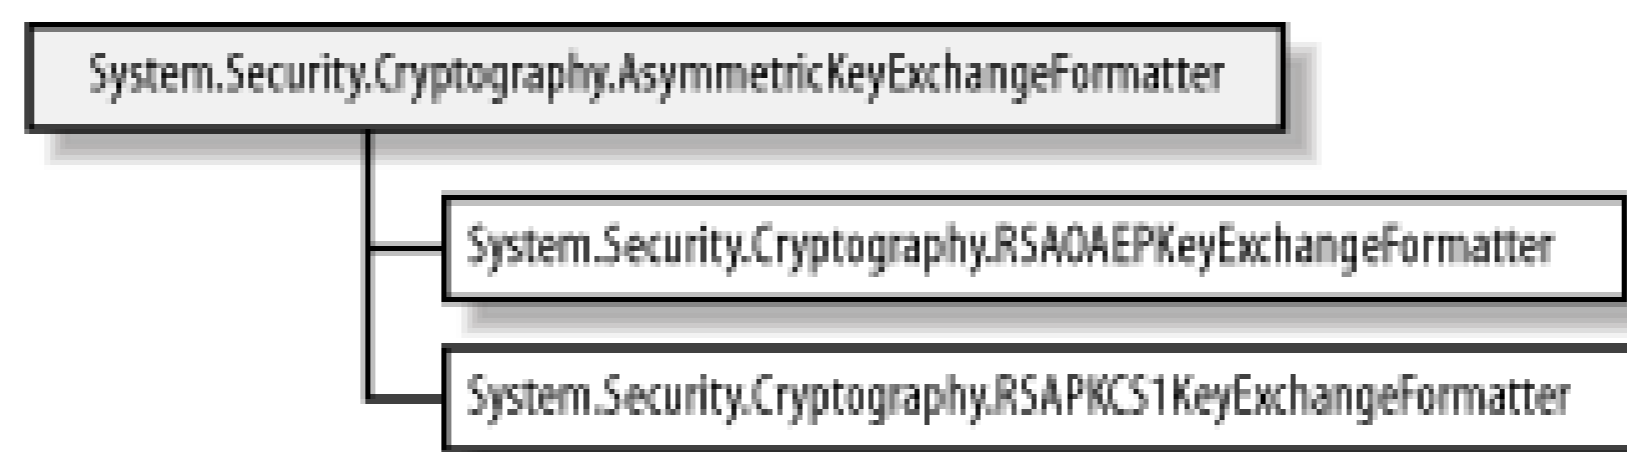 System.Security.Cryptography.AsymmetricKeyExchangeFormatter
System.Security.Cryptography.RSAOAEPKeyExchangeFormatter
System.Security.Cryptography.RSAPKCS1KeyExchangeFormatter